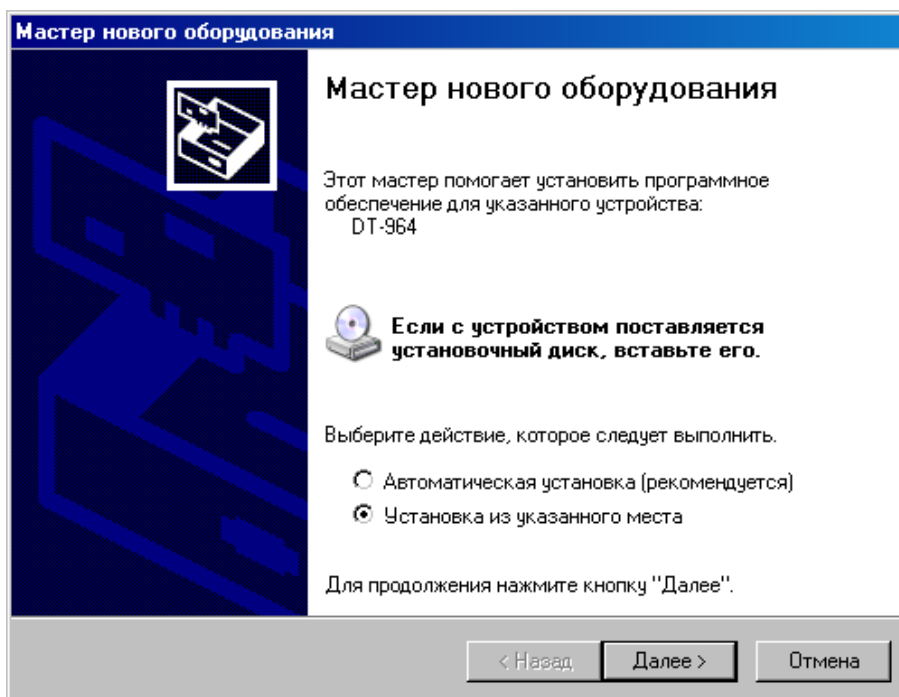 Мастер нового оборудования
Мастер нового оборудования
Этот мастер помогает установить программное
обеспечение для указанного устройства:
DT-964
Если с устройством поставляется
установочный диск, вставьте его.
Выберите действие, которое следует выполнить.
Автоматическая установка (рекомендуется)
Установка из указанного места
Для продолжения нажмите кнопку "Далее".
< Назад
Далее >
Отмена